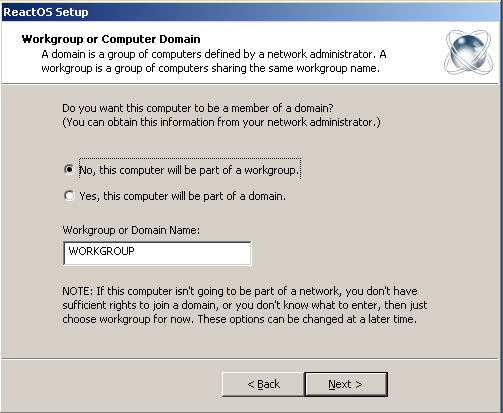 ReactOS Setup
Workgroup or Computer Domain
A domain is a group of computers defined by a network administrator. A
workgroup is a group of computers sharing the same workgroup name.
Do you want this computer to be a member of a domain?
(You can obtain this information from your network administrator.)
No, this computer will be part of a workgroup.
Yes, this computer will be part of a domain.
Workgroup or Domain Name:
WORKGROUP
NOTE: If this computer isn't going to be part of a network, you don't have
sufficient rights to join a domain, or you don't know what to enter, then just
choose workgroup for now. These options can be changed at a later time.
< Back Next >